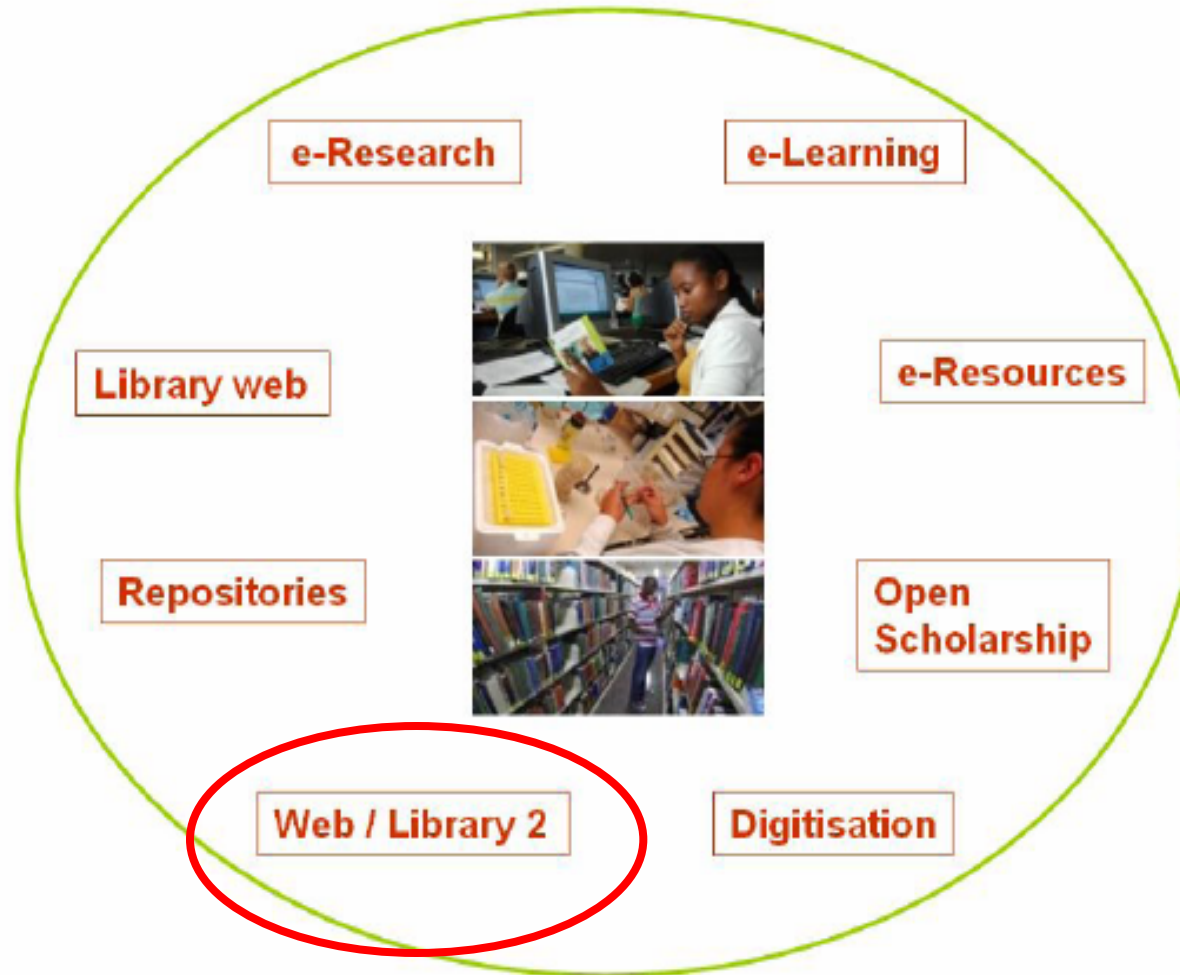 e-Research
e-Learning
Library web
e-Resources
Repositories
Open
Scholarship
Web / Library 2
Digitisation